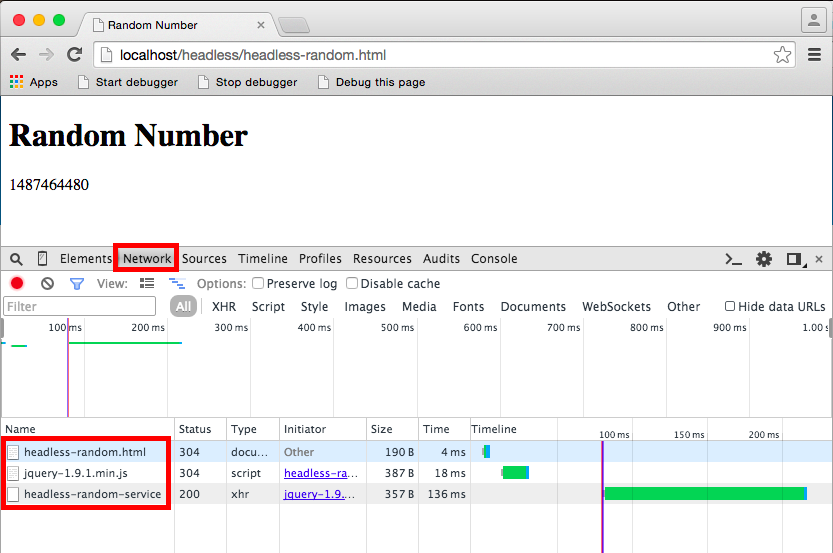 Random Number
localhost/headless/headless-random.html
Apps Start debugger Stop debugger Debug this page
Random Number
1487464480
Elements Network Sources Timeline Profiles Resources Audits Console
View: Options: Preserve log Disable cache
Filter All XHR Script Style Images Media Fonts Documents WebSockets Other Hide data URLs
100 ms 200 ms 300 ms 400 ms 500 ms 600 ms 700 ms 800 ms 900 ms 1.00 s
Name Status Type Initiator Size Time Timeline
100 ms 150 ms 200 ms
headless-random.html 304 docu... Other 190 B 4 ms
jquery-1.9.1.min.js 304 script headless-ra... 387 B 18 ms
headless-random-service 200 xhr jquery-1.9.... 357 B 136 ms